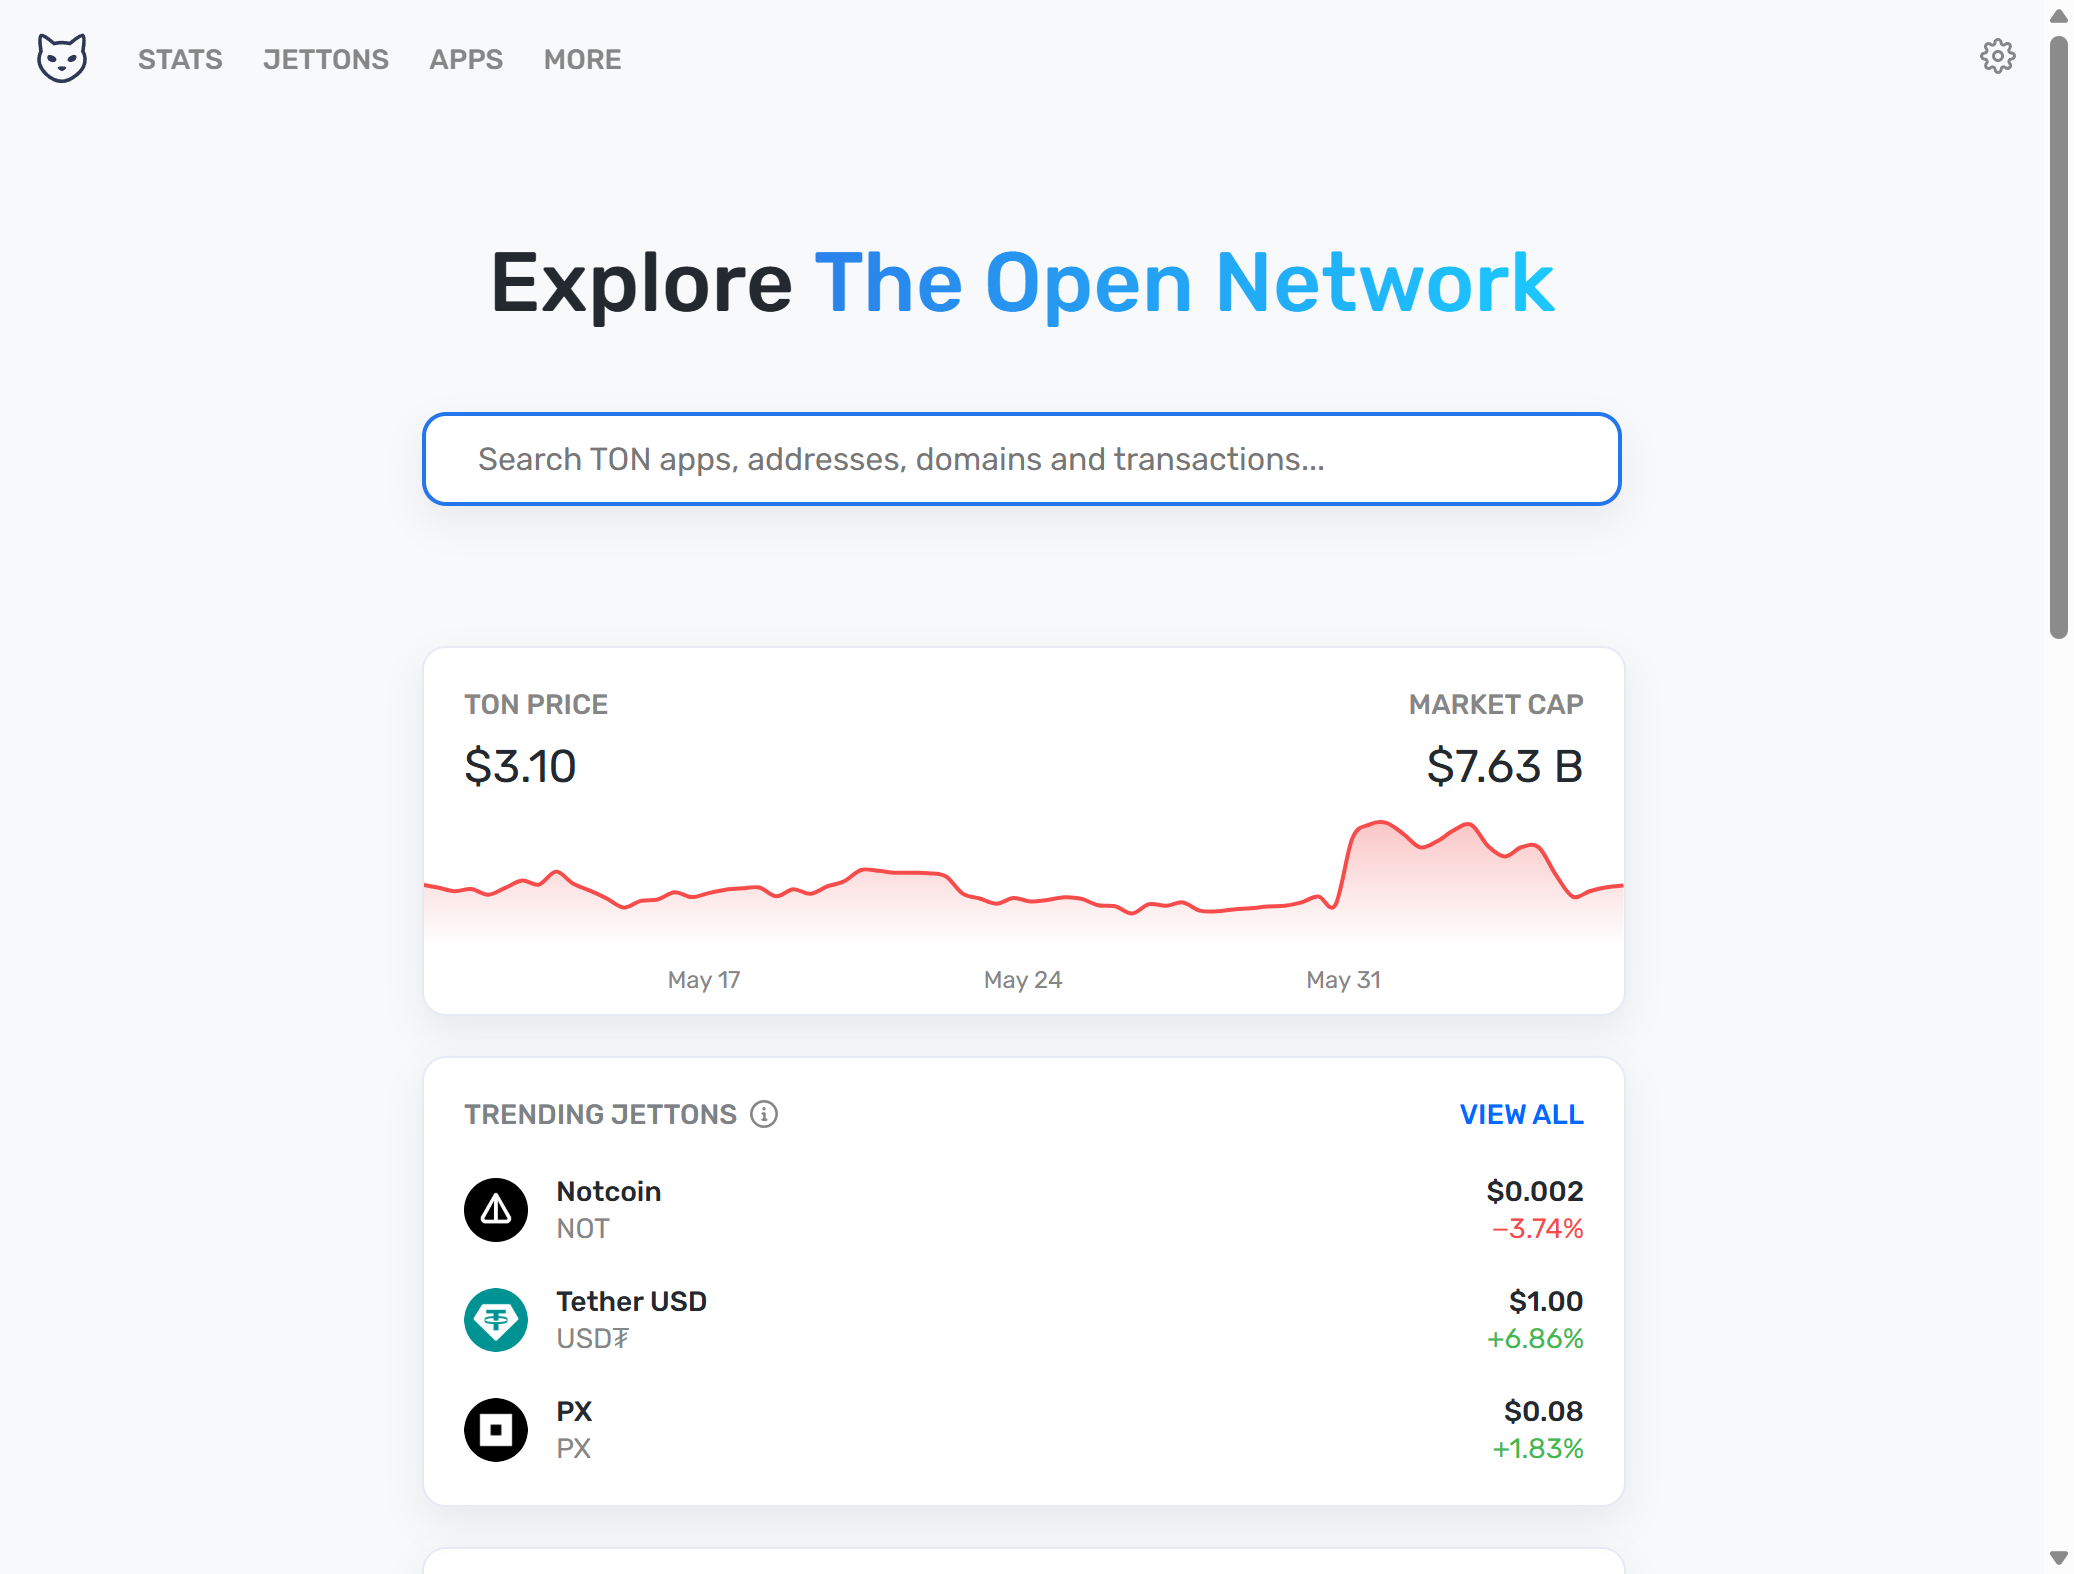 STATS JETTONS APPS MORE
Explore The Open Network
Search TON apps, addresses, domains and transactions...
TON PRICE MARKET CAP
$3.10 $7.63 B
May 17 May 24 May 31
TRENDING JETTONS VIEW ALL
Notcoin $0.002
NOT −3.74%
Tether USD $1.00
USD₮ +6.86%
PX $0.08
PX +1.83%